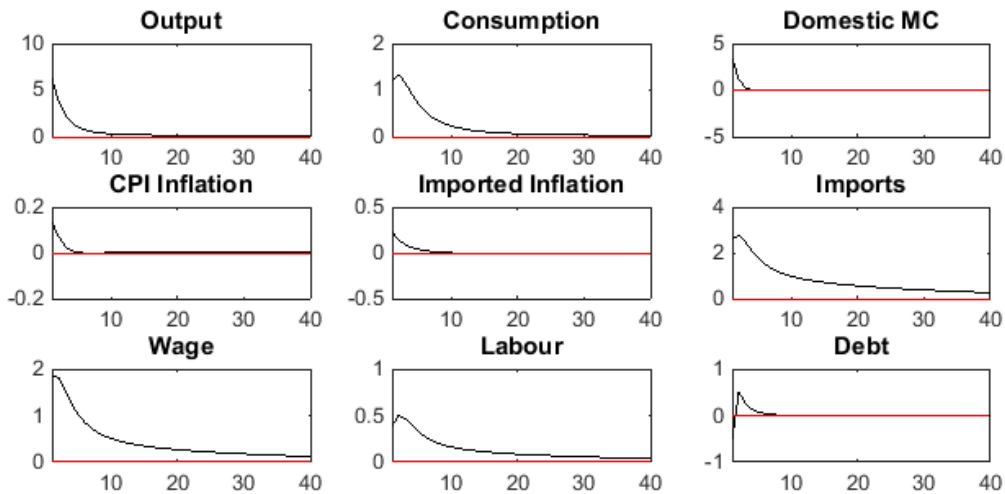 Output Consumption Domestic MC
10 2 5
5 1 0
0 0 -5
10 20 30 40 10 20 30 40 10 20 30 40
CPI Inflation Imported Inflation Imports
0.2 0.5 4
0 0 2
-0.2 -0.5 0
10 20 30 40 10 20 30 40 10 20 30 40
Wage Labour Debt
2 1 1
1 0.5 0
0 0 -1
10 20 30 40 10 20 30 40 10 20 30 40